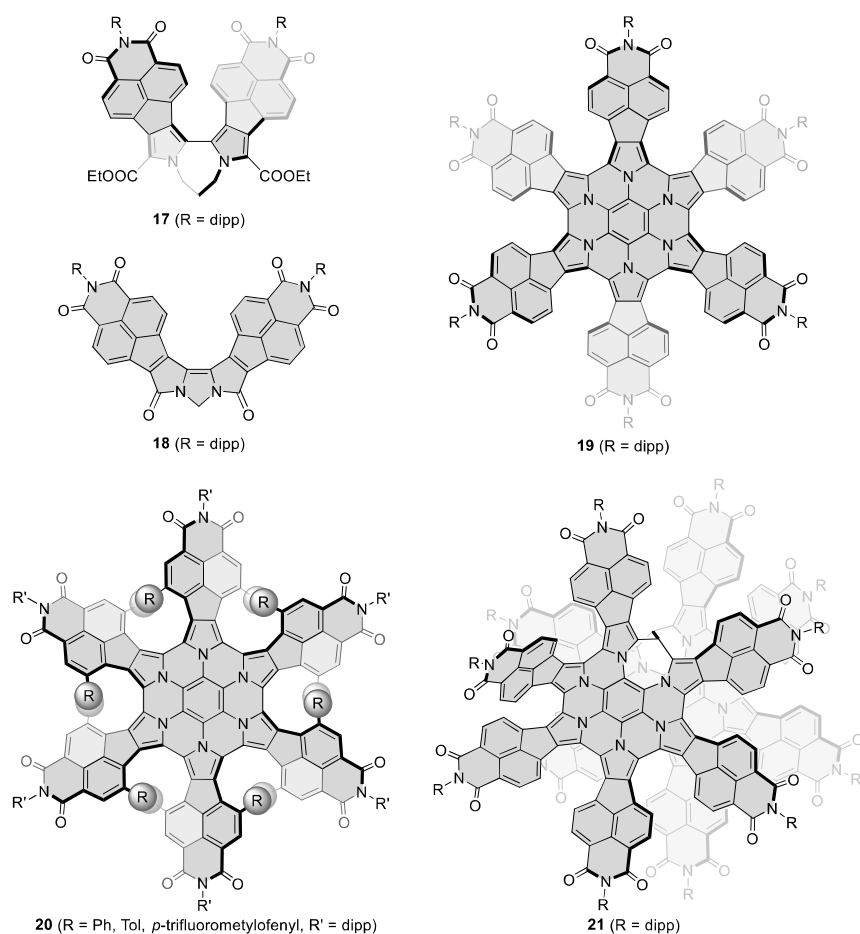 R
O N O
R
O N O
EtOOC
N N
COOEt
17 (R = dipp)
R
O N O
R
O N O
N N
O O
18 (R = dipp)
R
O N O
R
O N O
R
O N O
N
N N
N N
N
O N O
R
O N O
R
O N O
R
19 (R = dipp)
R'
O N O
R R
R'
O N O
R'
O N O
N
N N
R R
N N
N
O N O
R'
O N O
R'
R R
O N O
R'
20 (R = Ph, Tol, p-trifluorometylofenyl, R' = dipp)
R
O N O
R
O N O
R
O N O
R
O N O
R
O N O
R
O N O
N N
N N
N N
N N
O N O
R
O N O
R
O N O
R
O N O
R
O N O
R
21 (R = dipp)